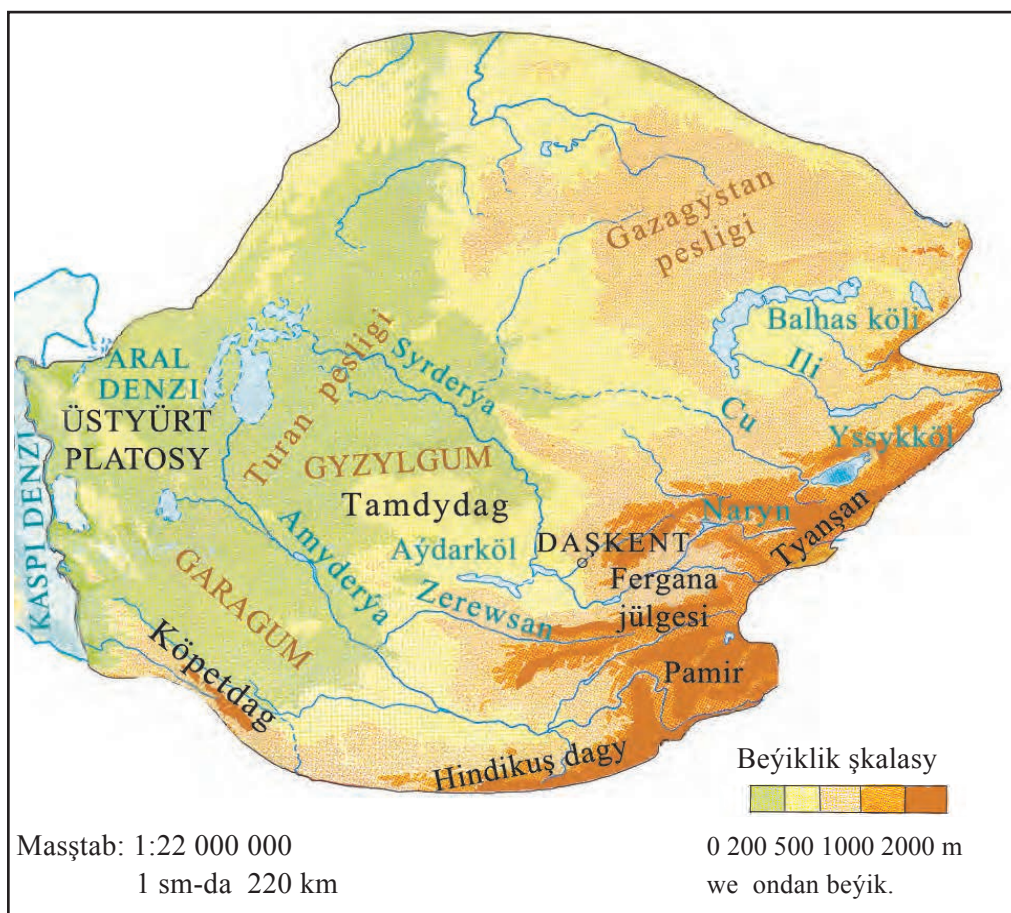 Gazagystan
pesligi
Balhas köli
Ili
Çu
Yssykköl
ARAL
DENZI
ÜSTYÜRT
PLATOSY
KASPI DENZI
Turan pesligi
Syrderýa
GYZYLGUM
Tamdydag
Aýdarköl
DAŞKENT
Naryn
Tyanşan
Fergana
jülgesi
Amyderýa
Zerewsan
GARAGUM
Köpetdag
Pamir
Hindikuş dagy
Beýiklik şkalasy
0 200 500 1000 2000 m
we ondan beýik.
Masştab: 1:22 000 000
1 sm-da 220 km